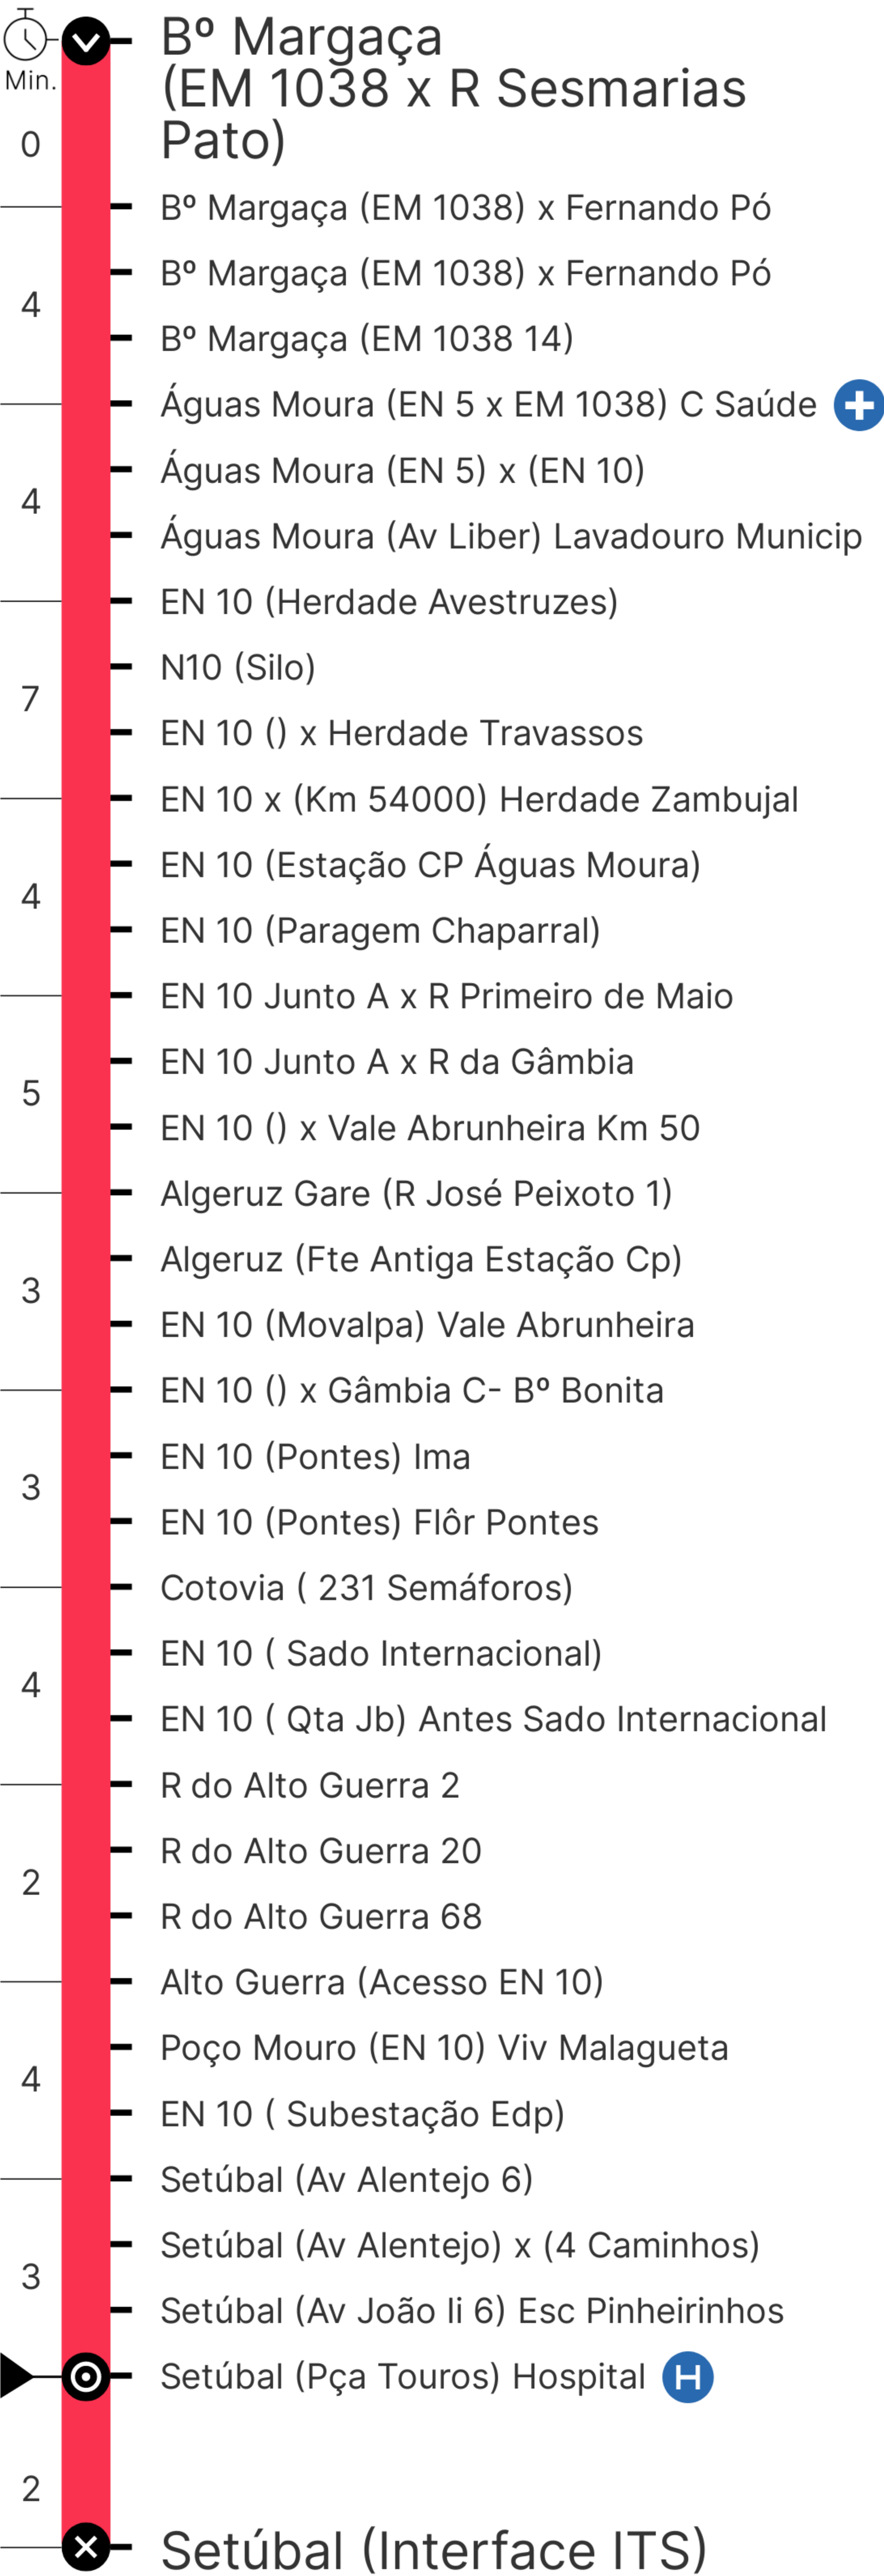 Bº Margaça
(EM 1038 x R Sesmarias
Pato)
Min.
0
Bº Margaça (EM 1038) x Fernando Pó
Bº Margaça (EM 1038) x Fernando Pó
4
Bº Margaça (EM 1038 14)
Águas Moura (EN 5 x EM 1038) C Saúde
Águas Moura (EN 5) x (EN 10)
4
Águas Moura (Av Liber) Lavadouro Municip
EN 10 (Herdade Avestruzes)
N10 (Silo)
7
EN 10 () x Herdade Travassos
EN 10 x (Km 54000) Herdade Zambujal
EN 10 (Estação CP Águas Moura)
4
EN 10 (Paragem Chaparral)
EN 10 Junto A x R Primeiro de Maio
EN 10 Junto A x R da Gâmbia
5
EN 10 () x Vale Abrunheira Km 50
Algeruz Gare (R José Peixoto 1)
Algeruz (Fte Antiga Estação Cp)
3
EN 10 (Movalpa) Vale Abrunheira
EN 10 () x Gâmbia C- Bº Bonita
EN 10 (Pontes) Ima
3
EN 10 (Pontes) Flôr Pontes
Cotovia ( 231 Semáforos)
EN 10 ( Sado Internacional)
4
EN 10 ( Qta Jb) Antes Sado Internacional
R do Alto Guerra 2
R do Alto Guerra 20
2
R do Alto Guerra 68
Alto Guerra (Acesso EN 10)
Poço Mouro (EN 10) Viv Malagueta
4
EN 10 ( Subestação Edp)
Setúbal (Av Alentejo 6)
Setúbal (Av Alentejo) x (4 Caminhos)
3
Setúbal (Av João Ii 6) Esc Pinheirinhos
Setúbal (Pça Touros) Hospital H
2
Setúbal (Interface ITS)